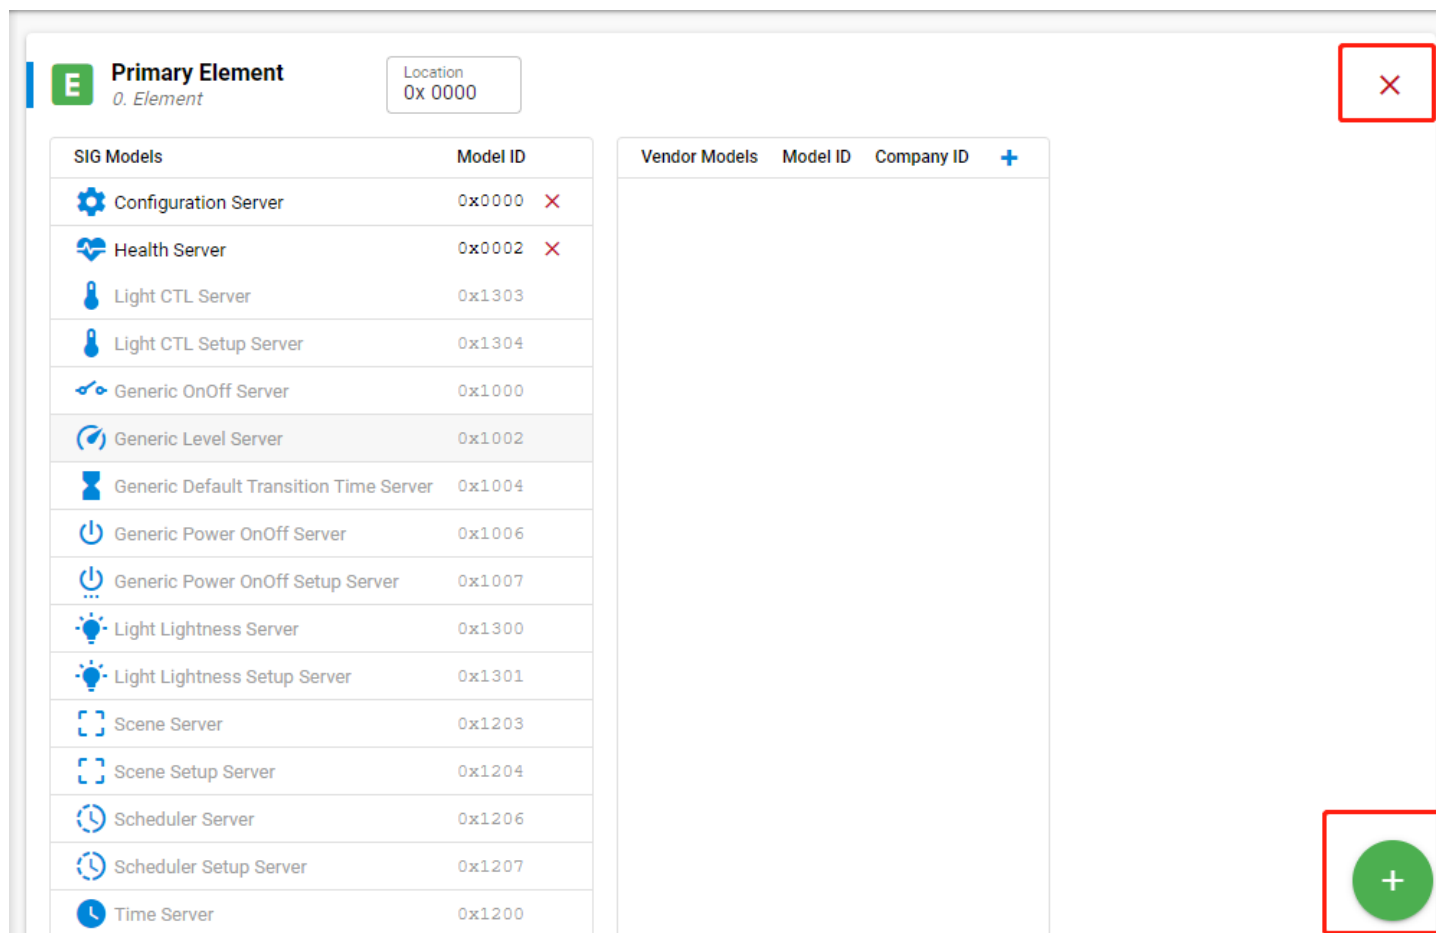 E
Primary Element
0. Element
Location
0x 0000
SIG Models Model ID
Configuration Server 0x0000
Health Server 0x0002
Light CTL Server 0x1303
Light CTL Setup Server 0x1304
Generic OnOff Server 0x1000
Generic Level Server 0x1002
Generic Default Transition Time Server 0x1004
Generic Power OnOff Server 0x1006
Generic Power OnOff Setup Server 0x1007
Light Lightness Server 0x1300
Light Lightness Setup Server 0x1301
Scene Server 0x1203
Scene Setup Server 0x1204
Scheduler Server 0x1206
Scheduler Setup Server 0x1207
Time Server 0x1200
Vendor Models Model ID Company ID +
+